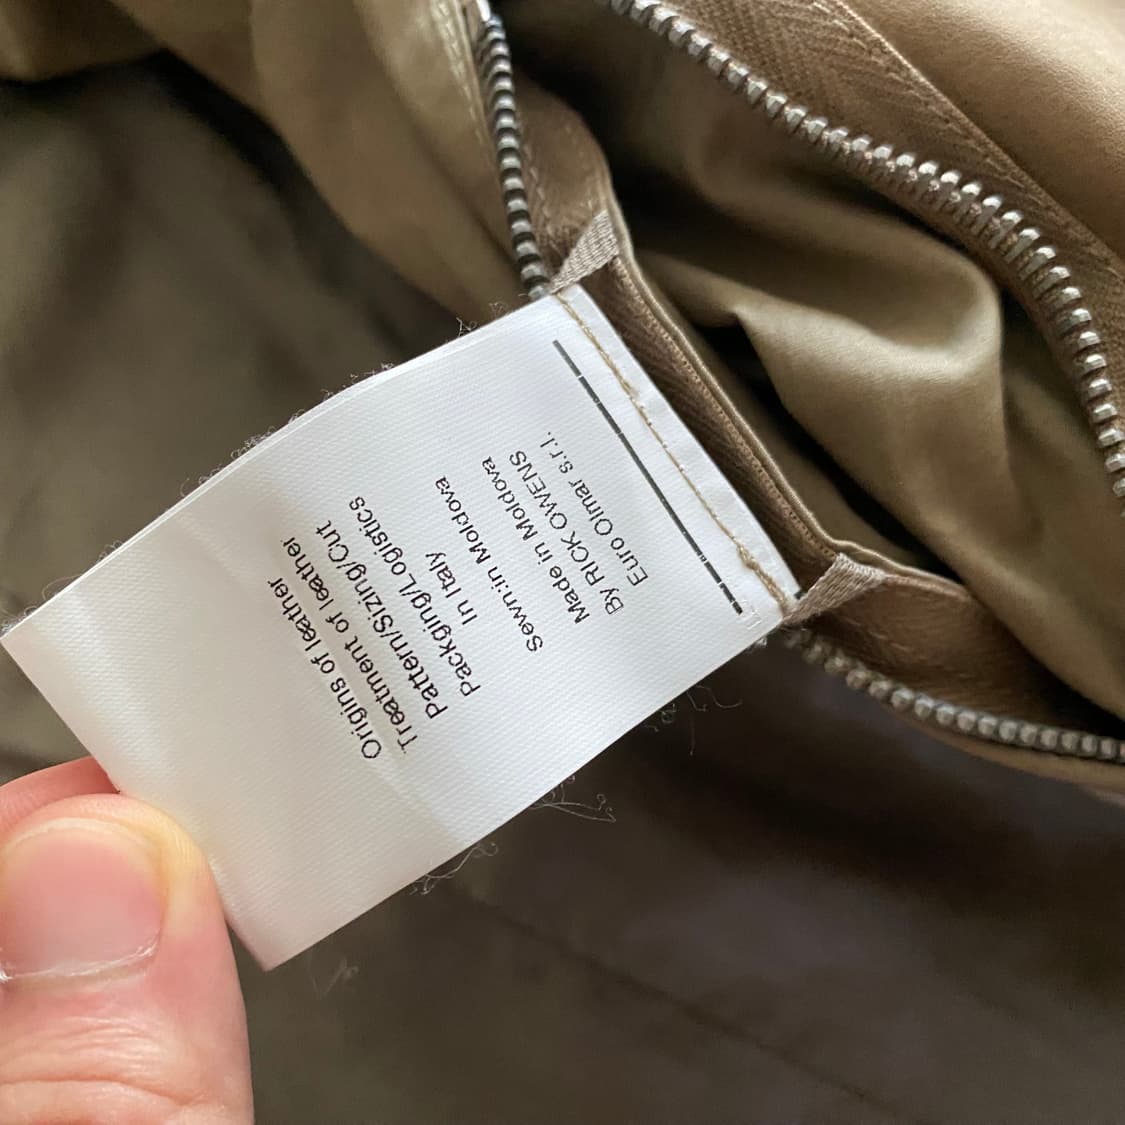 Origins of leather
Treatment of leather
Pattern/Sizing/Cut
Packging/Logistics
In Italy
Sewn:in Moldova
Made in Moldova
By RICK OWENS
Euro Olmar s.r.l.